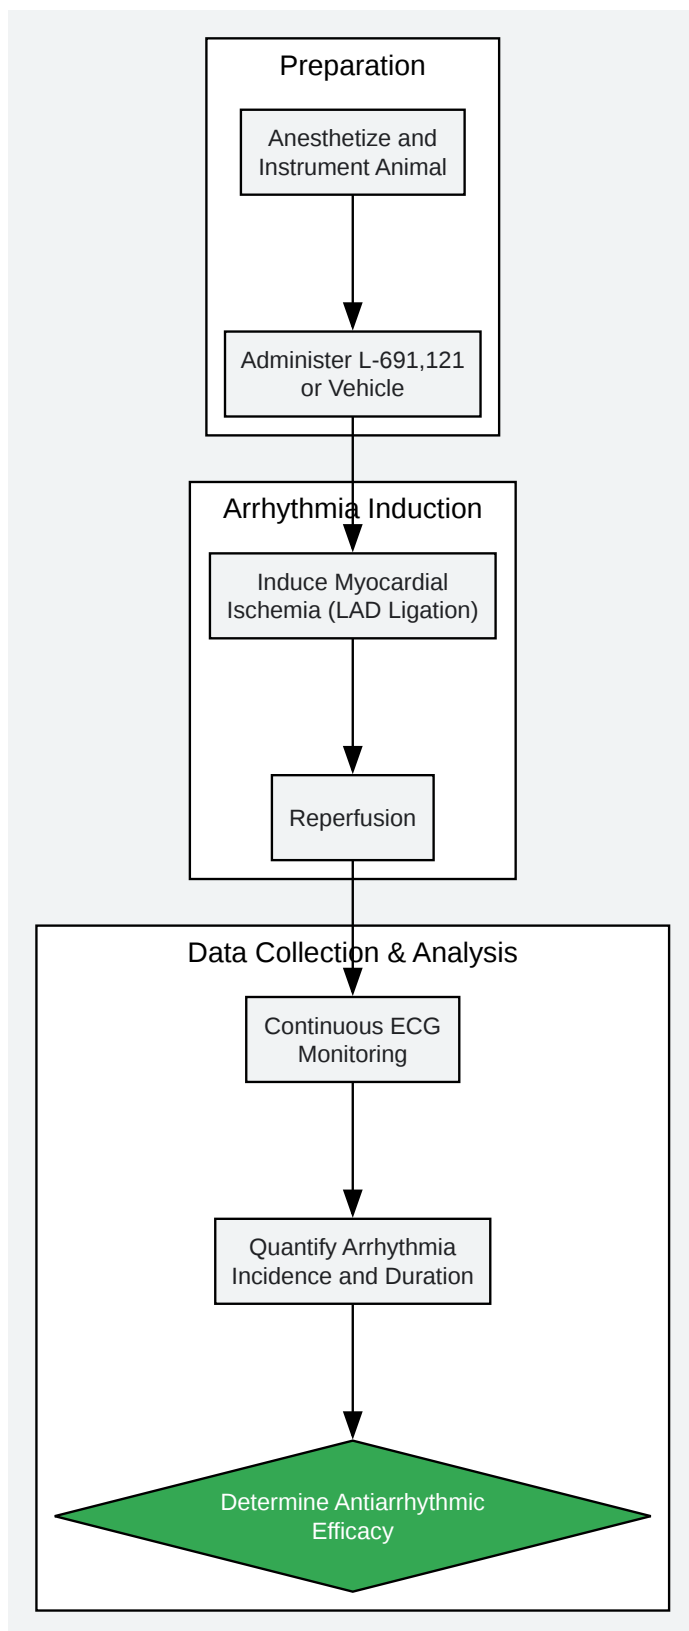 Preparation
Anesthetize and
Instrument Animal
Administer L-691,121
or Vehicle
Arrhythmia Induction
Induce Myocardial
Ischemia (LAD Ligation)
Reperfusion
Data Collection & Analysis
Continuous ECG
Monitoring
Quantify Arrhythmia
Incidence and Duration
Determine Antiarrhythmic
Efficacy